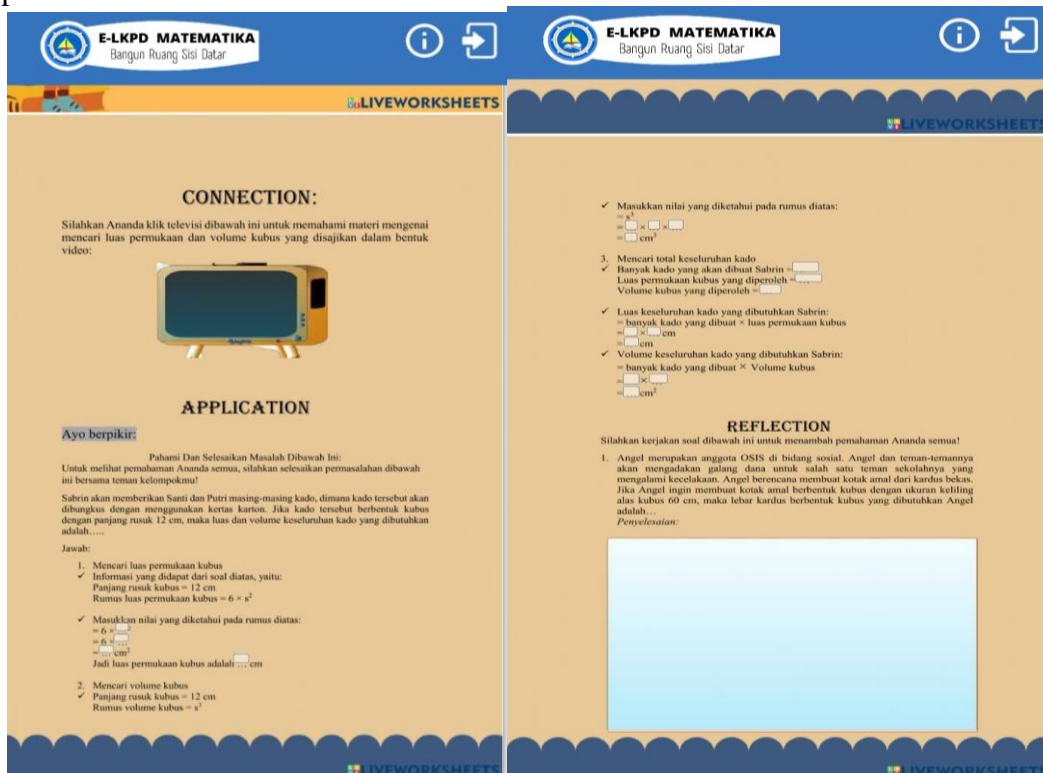 E-LKPD MATEMATIKA
Bangun Ruang Sisi Datar
LIVEWORKSHEETS
CONNECTION:
Silahkan Ananda klik televisi dibawah ini untuk memahami materi mengenai
mencari luas permukaan dan volume kubus yang disajikan dalam bentuk
video:
APPLICATION
Ayo berpikir:
Pahami Dan Selesaikan Masalah Dibawah Ini:
Untuk melihat pemahaman Ananda semua, silahkan selesaikan permasalahan dibawah
ini bersama teman kelompokmu!
Sabrin akan memberikan Santi dan Putri masing-masing kado, dimana kado tersebut akan
dibungkus dengan menggunakan kertas karton. Jika kado tersebut berbentuk kubus
dengan panjang rusuk 12 cm, maka luas dan volume keseluruhan kado yang dibutuhkan
adalah.....
Jawab:
1. Mencari luas permukaan kubus
✓ Informasi yang didapat dari soal diatas, yaitu:
Panjang rusuk kubus = 12 cm
Rumus luas permukaan kubus = 6 × s²
✓ Masukkan nilai yang diketahui pada rumus diatas:
= 6 × ...²
= 6 × ...
= ... cm²
Jadi luas permukaan kubus adalah ... cm
2. Mencari volume kubus
✓ Panjang rusuk kubus = 12 cm
Rumus volume kubus = s³
LIVEWORKSHEETS
E-LKPD MATEMATIKA
Bangun Ruang Sisi Datar
LIVEWORKSHEETS
✓ Masukkan nilai yang diketahui pada rumus diatas:
= s³
= ... × ... × ...
= ... cm³
3. Mencari total keseluruhan kado
✓ Banyak kado yang akan dibuat Sabrin = ...
Luas permukaan kubus yang diperoleh = ...
Volume kubus yang diperoleh = ...
✓ Luas keseluruhan kado yang dibutuhkan Sabrin:
= banyak kado yang dibuat × luas permukaan kubus
= ... × ... cm
= ... cm
✓ Volume keseluruhan kado yang dibutuhkan Sabrin:
= banyak kado yang dibuat × Volume kubus
= ... × ...
= ... cm²
REFLECTION
Silahkan kerjakan soal dibawah ini untuk menambah pemahaman Ananda semua!
1. Angel merupakan anggota OSIS di bidang sosial. Angel dan teman-temannya
akan mengadakan galang dana untuk salah satu teman sekolahnya yang
mengalami kecelakaan. Angel berencana membuat kotak amal dari kardus bekas.
Jika Angel ingin membuat kotak amal berbentuk kubus dengan ukuran keliling
alas kubus 60 cm, maka lebar kardus berbentuk kubus yang dibutuhkan Angel
adalah...
Penyelesaian:
LIVEWORKSHEETS